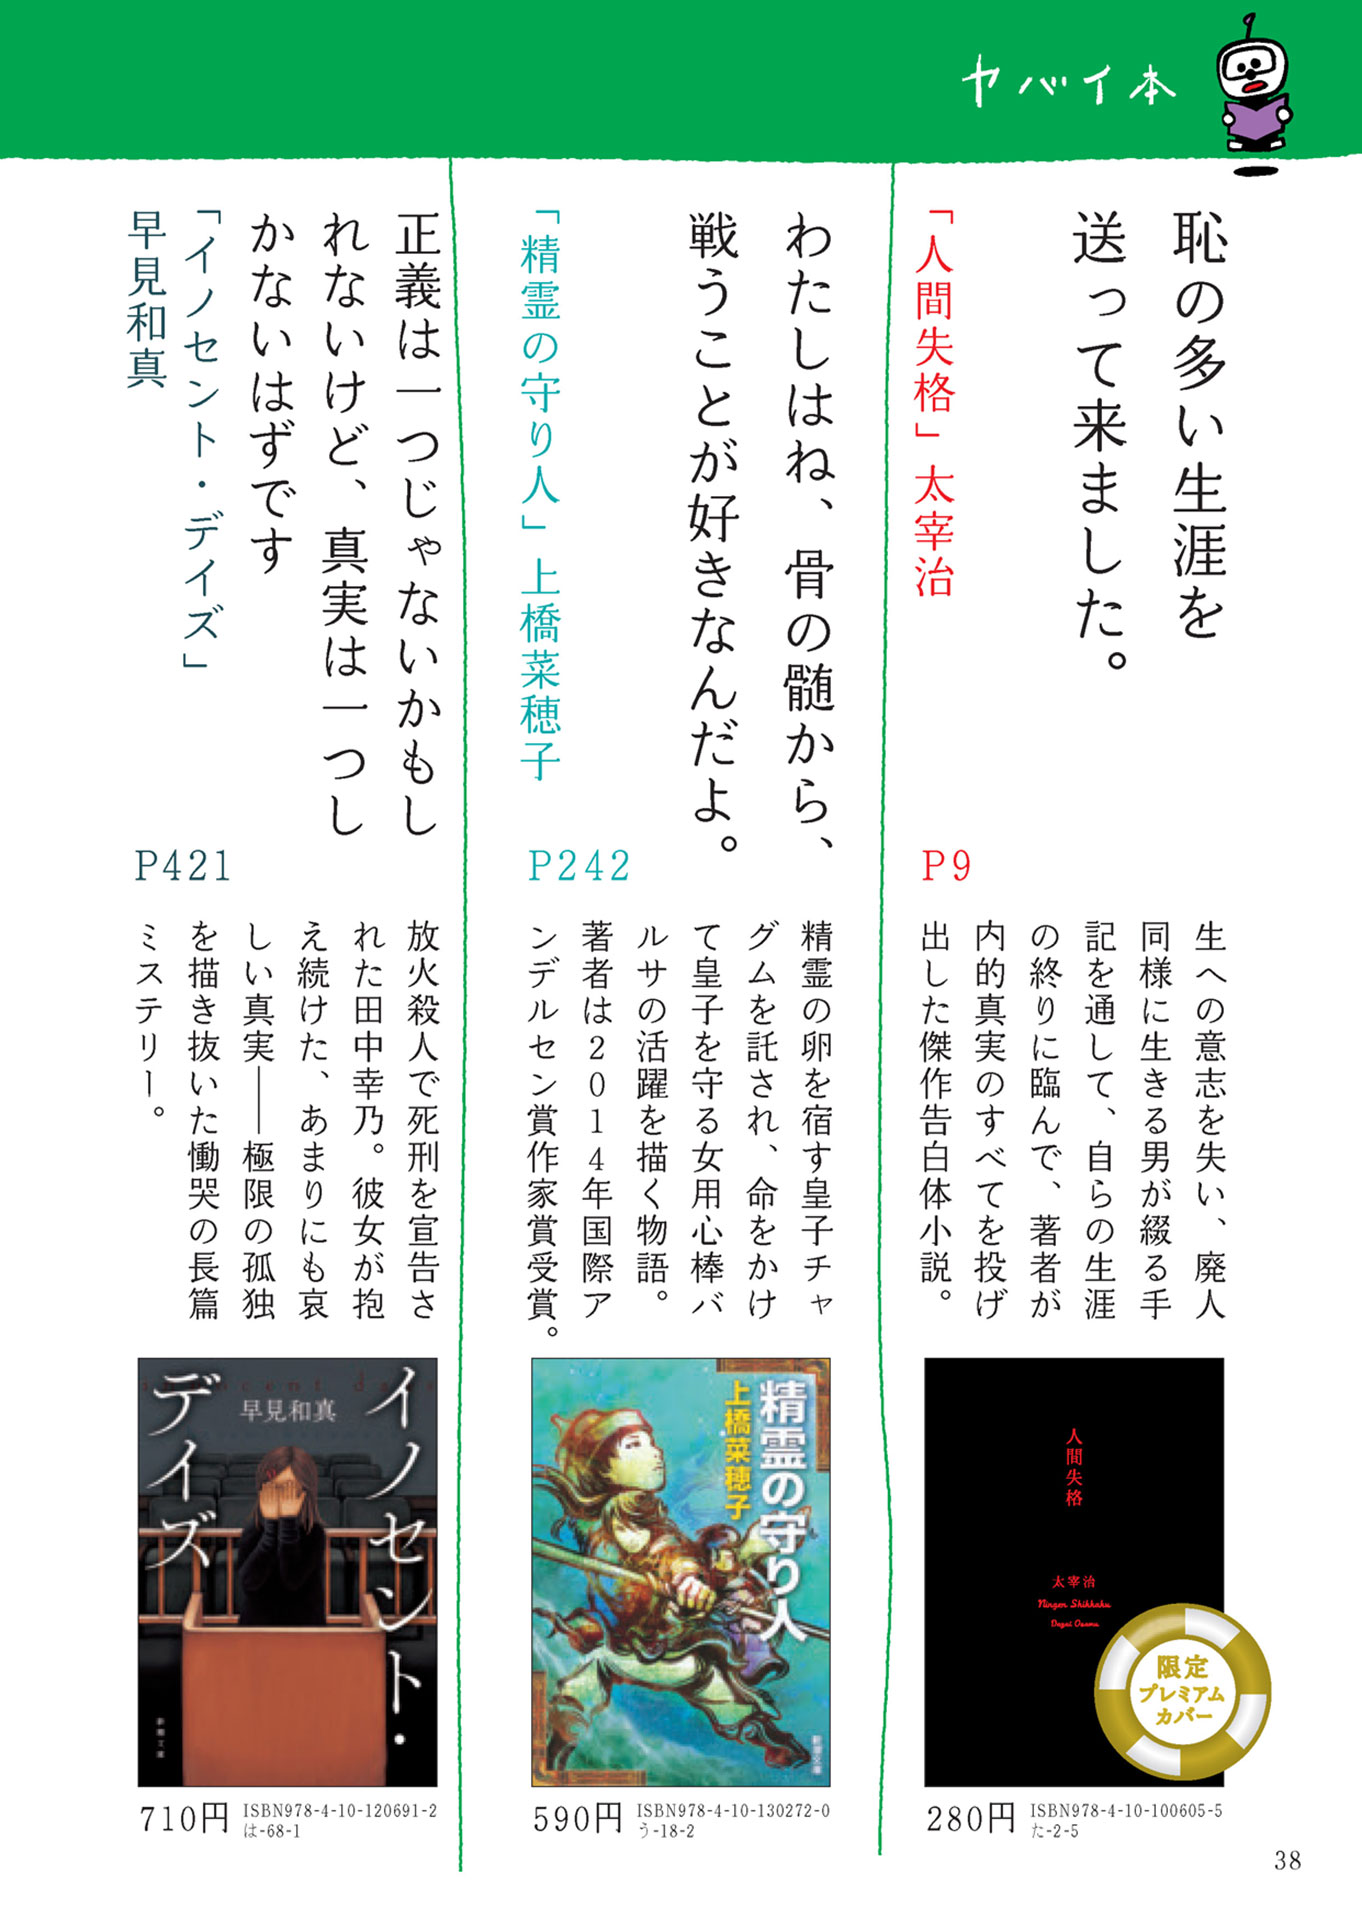 ヤバイ本
恥の多い生涯を
送って来ました。
「人間失格」太宰治
P9
生への意志を失い、廃人
同様に生きる男が綴る手
記を通して、自らの生涯
の終りに臨んで、著者が
内的真実のすべてを投げ
出した傑作告白体小説。
人間失格
太宰治
Ningen Shikkaku
Dazai Osamu
限定
プレミアム
カバー
280円
ISBN978-4-10-100605-5
た-2-5
わたしはね、骨の髄から、
戦うことが好きなんだよ。
「精霊の守り人」上橋菜穂子
P242
精霊の卵を宿す皇子チャ
グムを託され、命をかけ
て皇子を守る女用心棒バ
ルサの活躍を描く物語。
著者は2014年国際ア
ンデルセン賞作家賞受賞。
精霊の守り人
上橋菜穂子
新潮文庫
590円
ISBN978-4-10-130272-0
う-18-2
正義は一つじゃないかもし
れないけど、真実は一つし
かないはずです
「イノセント・デイズ」
早見和真
P421
放火殺人で死刑を宣告さ
れた田中幸乃。彼女が抱
え続けた、あまりにも哀
しい真実――極限の孤独
を描き抜いた慟哭の長篇
ミステリー。
イノセント・
デイズ
innocent days
早見和真
新潮文庫
710円
ISBN978-4-10-120691-2
は-68-1
38